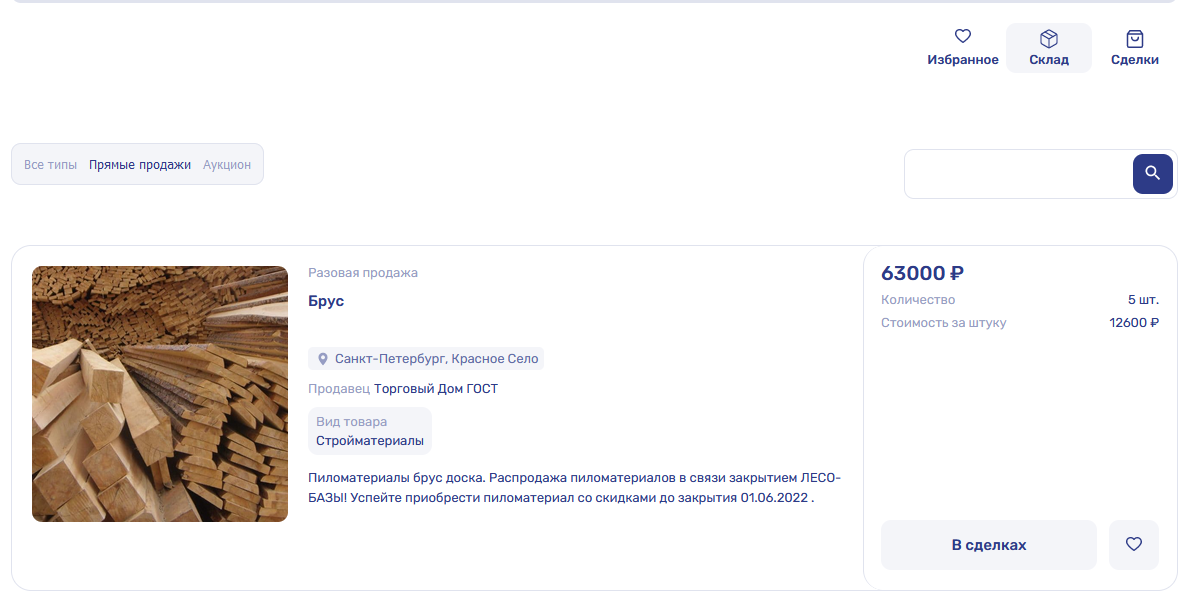 Избранное
Склад
Сделки
Все типы Прямые продажи Аукцион
Разовая продажа
Брус
Санкт-Петербург, Красное Село
Продавец Торговый Дом ГОСТ
Вид товара
Стройматериалы
Пиломатериалы брус доска. Распродажа пиломатериалов в связи закрытием ЛЕСО-
БАЗЫ! Успейте приобрести пиломатериал со скидками до закрытия 01.06.2022 .
63000 ₽
Количество 5 шт.
Стоимость за штуку 12600 ₽
В сделках